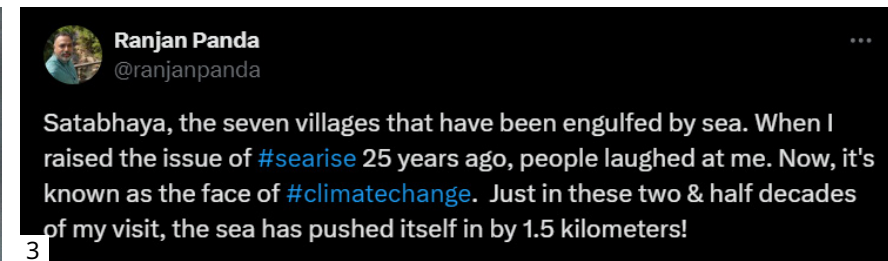 Ranjan Panda
@ranjanpanda
Satabhaya, the seven villages that have been engulfed by sea. When I
raised the issue of #searise 25 years ago, people laughed at me. Now, it's
known as the face of #climatechange.  Just in these two & half decades
of my visit, the sea has pushed itself in by 1.5 kilometers!
3